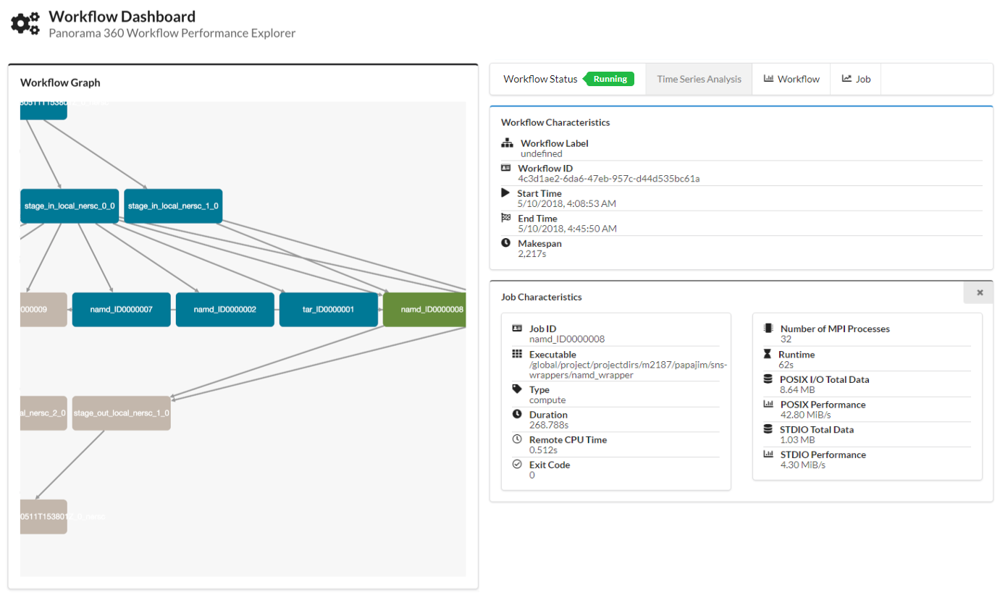 Workflow Dashboard
Panorama 360 Workflow Performance Explorer
Workflow Graph
stage_in_local_nersc_0_0
stage_in_local_nersc_1_0
000009
namd_ID0000007
namd_ID0000002
tar_ID0000001
namd_ID0000008
al_nersc_2_0
stage_out_local_nersc_1_0
Workflow Status
Running
Time Series Analysis
Workflow
Job
Workflow Characteristics
Workflow Label
undefined
Workflow ID
4c3d1ae2-6da6-47eb-957c-d44d535bc61a
Start Time
5/10/2018, 4:08:53 AM
End Time
5/10/2018, 4:45:50 AM
Makespan
2,217s
Job Characteristics
Job ID
namd_ID0000008
Executable
/global/project/projectdirs/m2187/papajim/sns-
wrappers/namd_wrapper
Type
compute
Duration
268.788s
Remote CPU Time
0.512s
Exit Code
0
Number of MPI Processes
32
Runtime
62s
POSIX I/O Total Data
8.64 MB
POSIX Performance
42.80 MiB/s
STDIO Total Data
1.03 MB
STDIO Performance
4.30 MiB/s